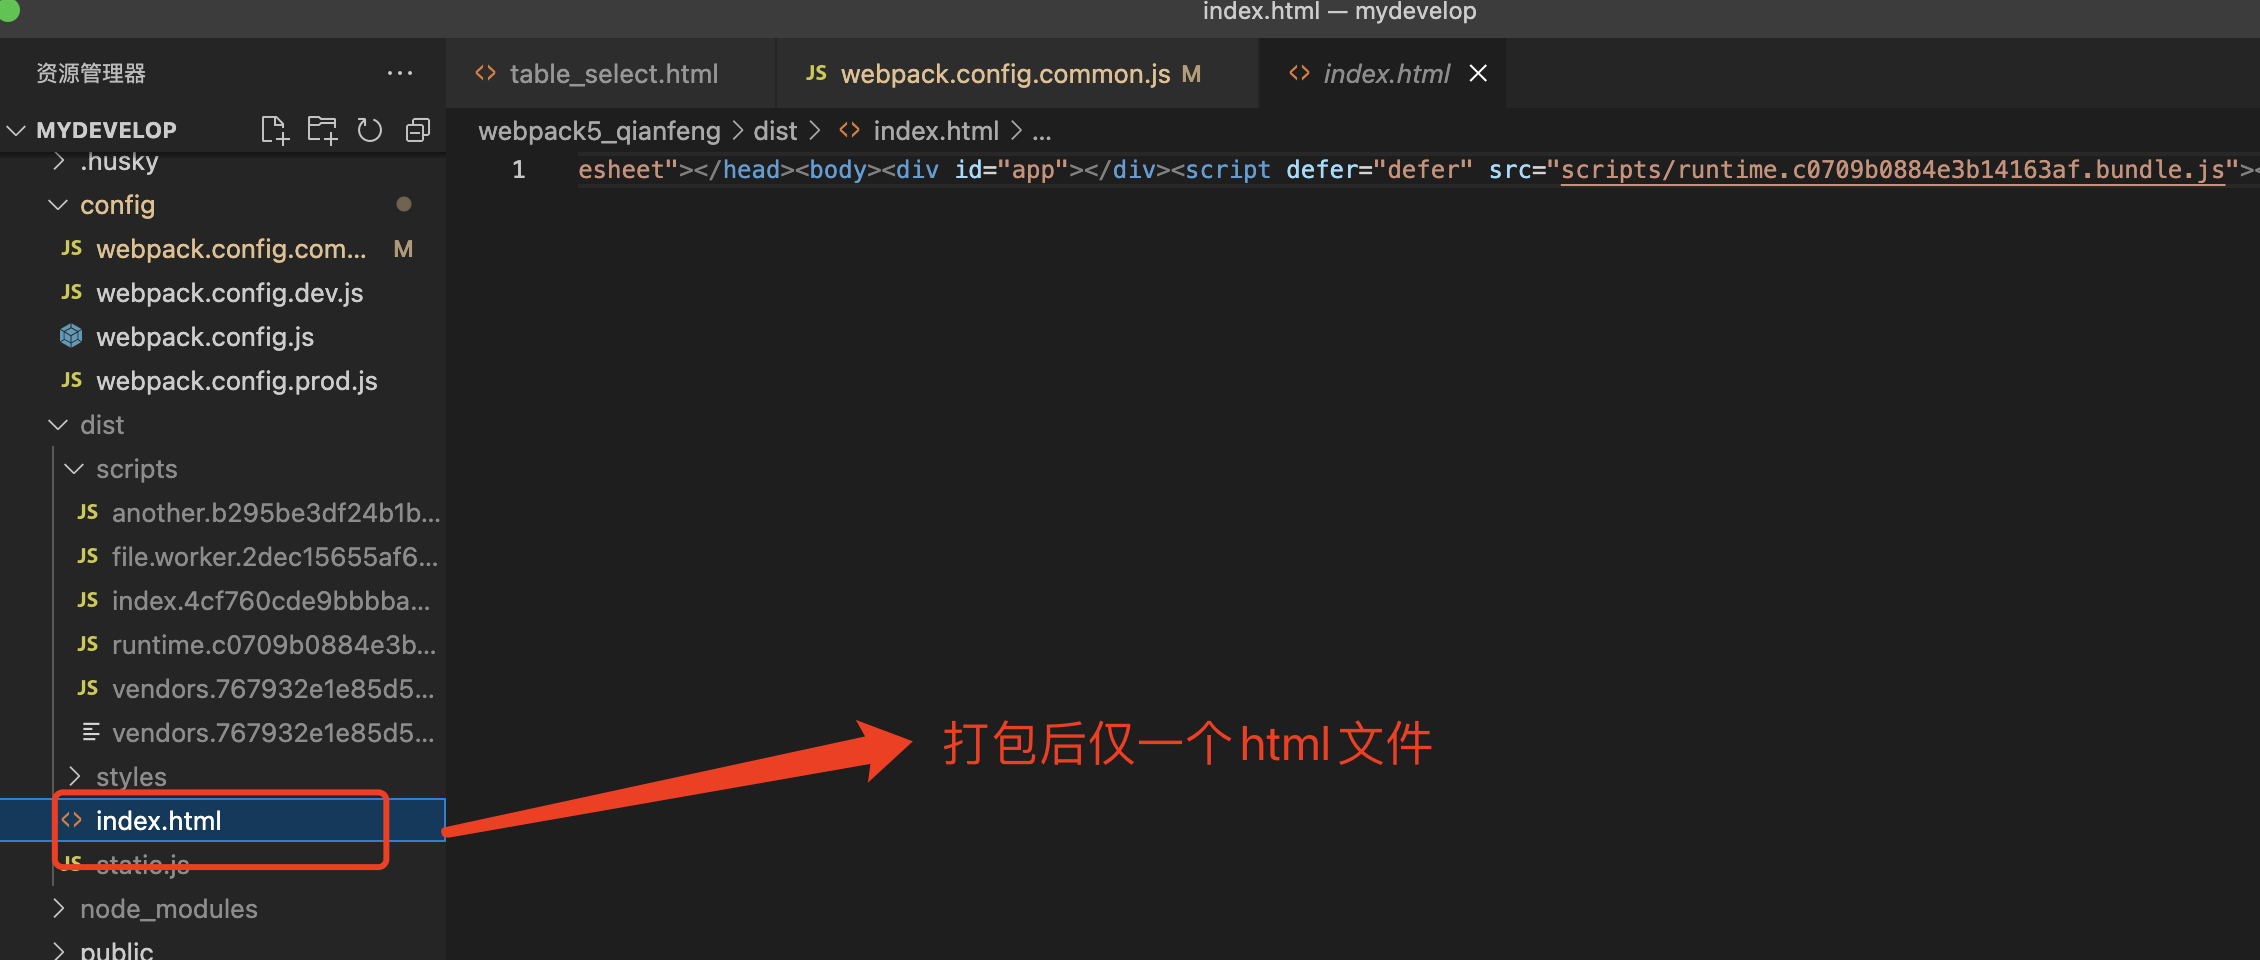 index.html — mydevelop
资源管理器
MYDEVELOP
.husky
config
JS webpack.config.com... M
JS webpack.config.dev.js
webpack.config.js
JS webpack.config.prod.js
dist
scripts
JS another.b295be3df24b1b...
JS file.worker.2dec15655af6...
JS index.4cf760cde9bbbba...
JS runtime.c0709b0884e3b...
JS vendors.767932e1e85d5...
vendors.767932e1e85d5...
styles
<> index.html
JS static.js
node_modules
public
<> table_select.html
JS webpack.config.common.js M
<> index.html
webpack5_qianfeng > dist > <> index.html > ...
1 esheet"></head><body><div id="app"></div><script defer="defer" src="scripts/runtime.c0709b0884e3b14163af.bundle.js"><
打包后仅一个html文件